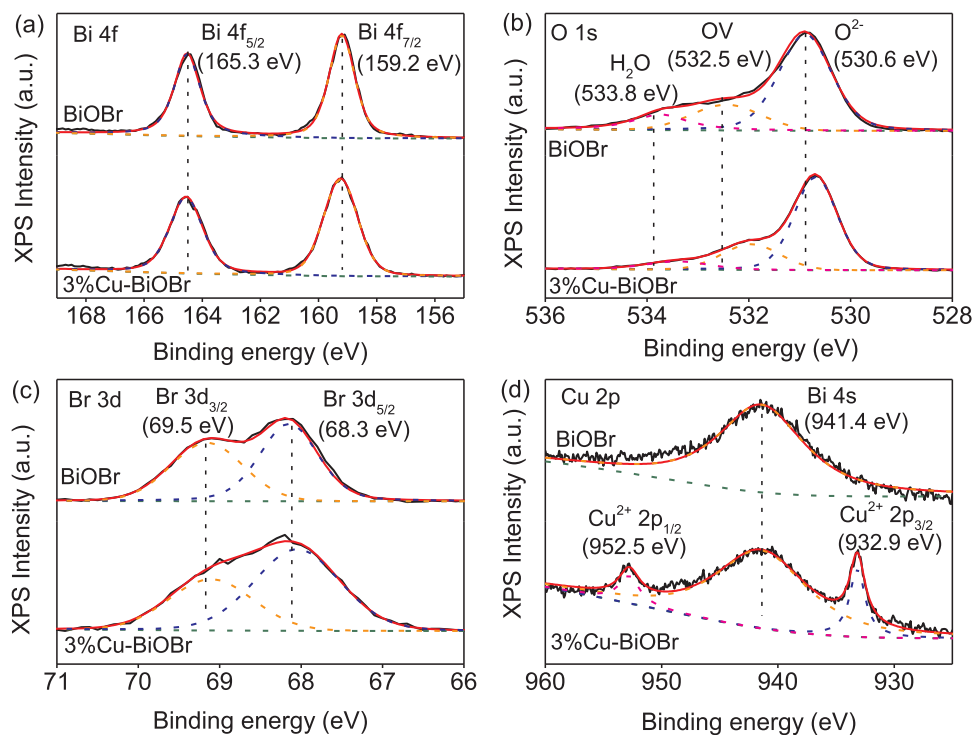 (a)
Bi 4f
Bi 4f5/2
(165.3 eV)
Bi 4f7/2
(159.2 eV)
BiOBr
3%Cu-BiOBr
XPS Intensity (a.u.)
168 166 164 162 160 158 156
Binding energy (eV)
(b)
O 1s
H2O
(533.8 eV)
OV
(532.5 eV)
O2-
(530.6 eV)
BiOBr
3%Cu-BiOBr
XPS Intensity (a.u.)
536 534 532 530 528
Binding energy (eV)
(c)
Br 3d
Br 3d3/2
(69.5 eV)
Br 3d5/2
(68.3 eV)
BiOBr
3%Cu-BiOBr
XPS Intensity (a.u.)
71 70 69 68 67 66
Binding energy (eV)
(d)
Cu 2p
Bi 4s
(941.4 eV)
BiOBr
Cu2+ 2p1/2
(952.5 eV)
Cu2+ 2p3/2
(932.9 eV)
3%Cu-BiOBr
XPS Intensity (a.u.)
960 950 940 930
Binding energy (eV)